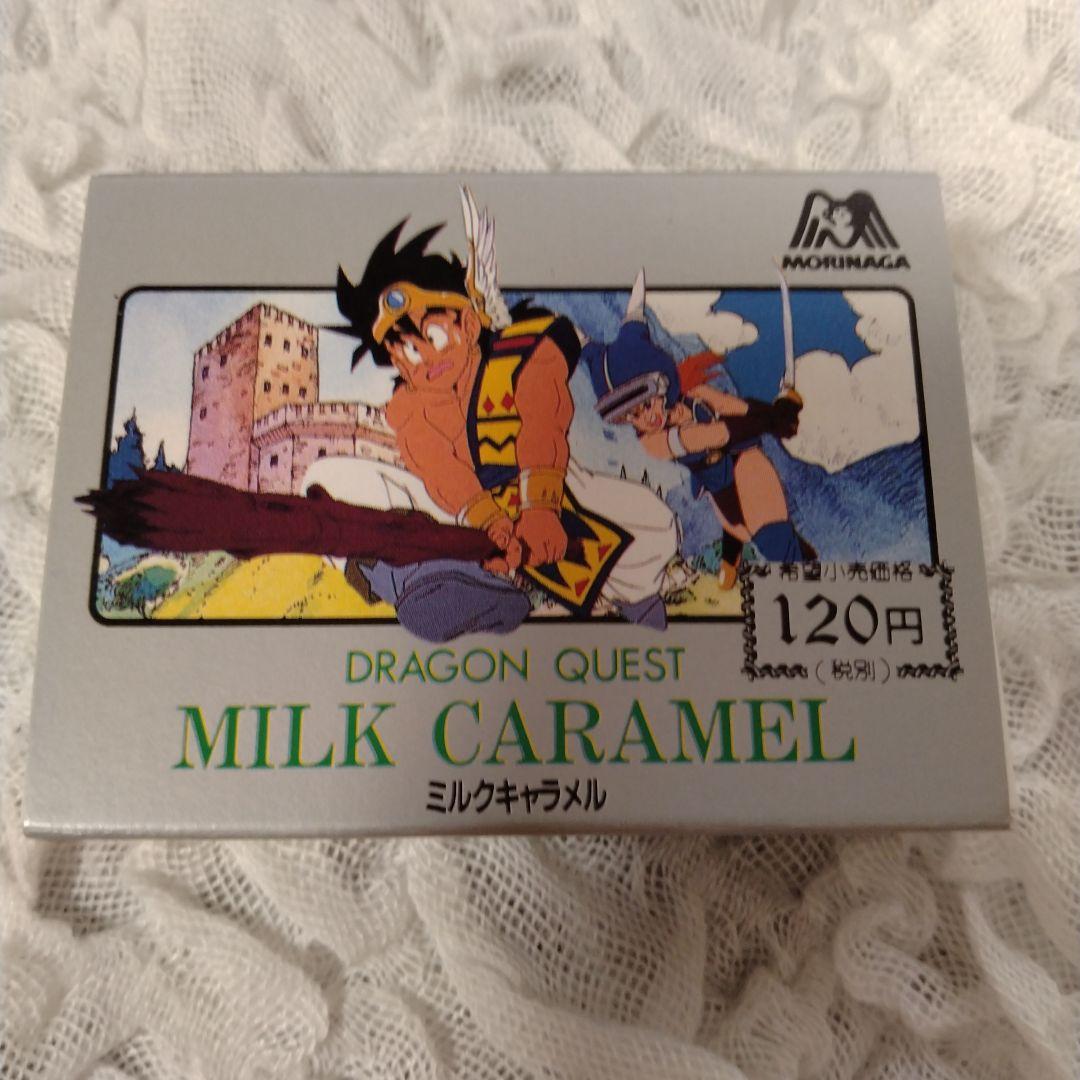 MORINAGA
希望小売価格
120円
(税別)
DRAGON QUEST
MILK CARAMEL
ミルクキャラメル